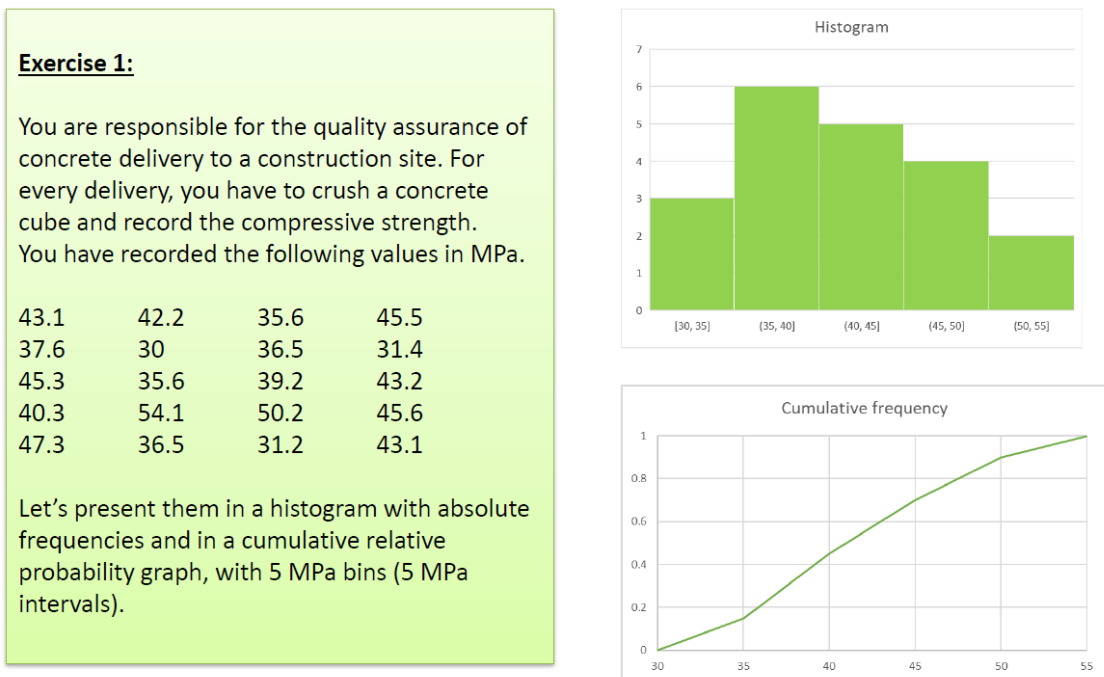 Exercise 1:
You are responsible for the quality assurance of
concrete delivery to a construction site. For
every delivery, you have to crush a concrete
cube and record the compressive strength.
You have recorded the following values in MPa.
43.1 42.2 35.6 45.5
37.6 30 36.5 31.4
45.3 35.6 39.2 43.2
40.3 54.1 50.2 45.6
47.3 36.5 31.2 43.1
Let's present them in a histogram with absolute
frequencies and in a cumulative relative
probability graph, with 5 MPa bins (5 MPa
intervals).
Histogram
7
6
5
4
3
2
1
0
[30, 35] (35, 40] (40, 45] (45, 50] (50, 55]
Cumulative frequency
1
0.8
0.6
0.4
0.2
0
30 35 40 45 50 55